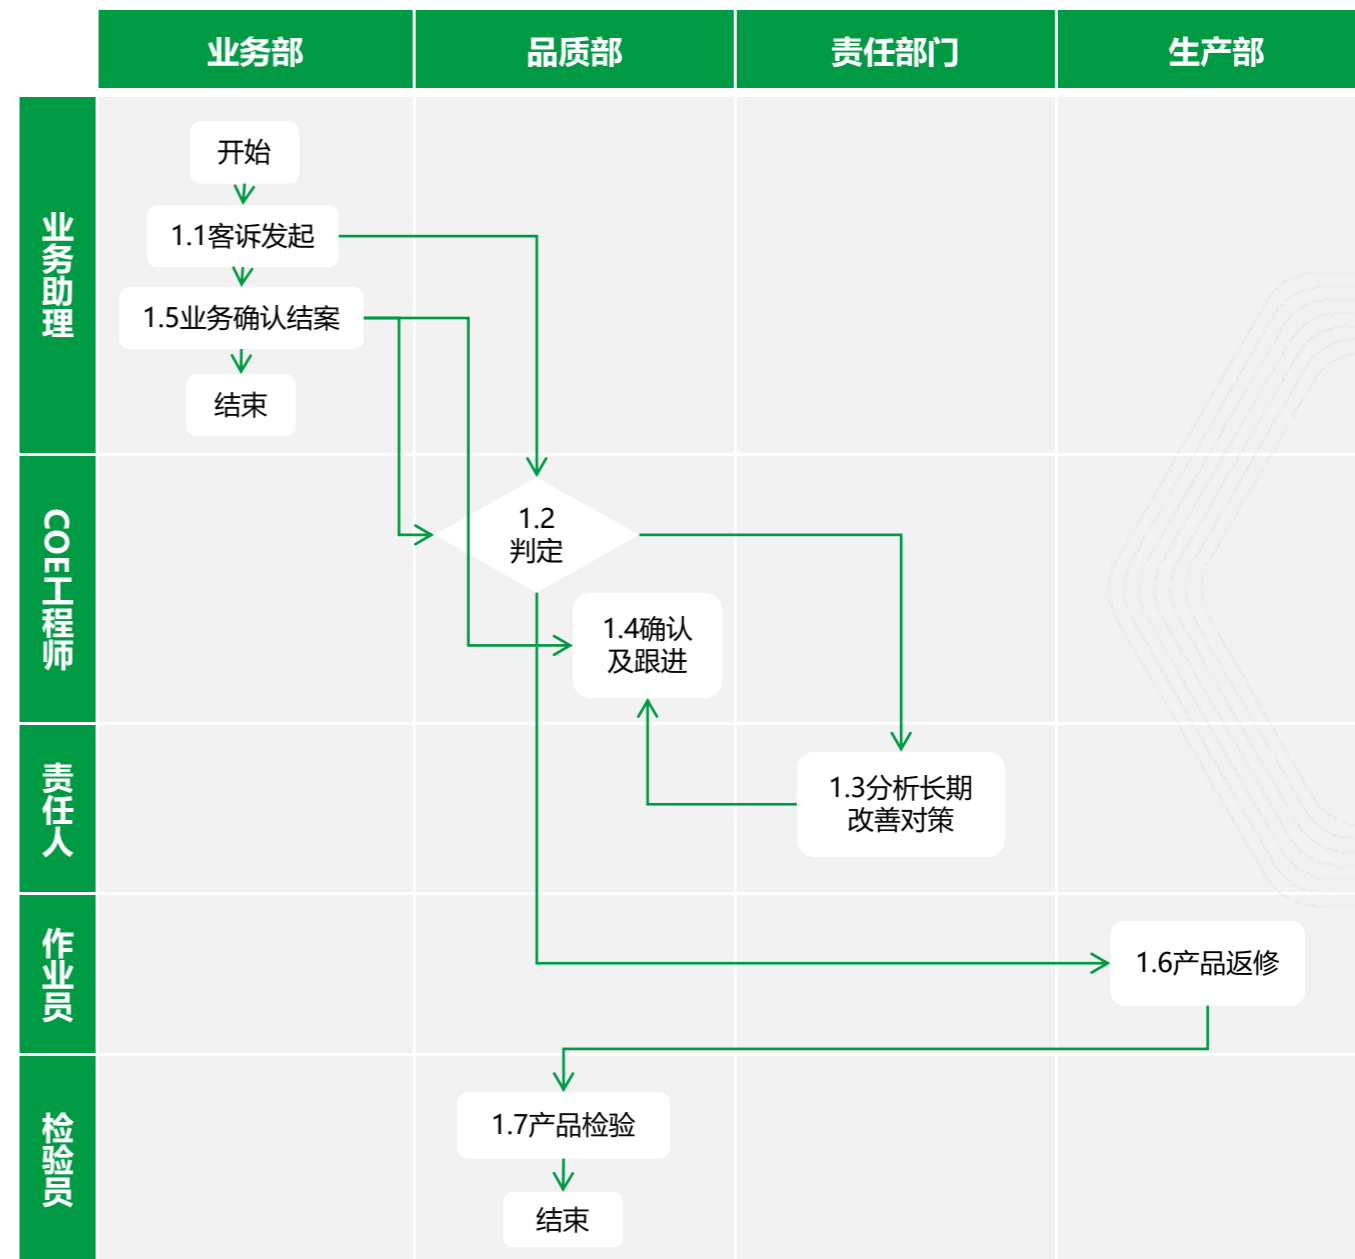 业务部
品质部
责任部门
生产部
业务助理
开始
1.1客诉发起
1.5业务确认结案
结束
COE工程师
1.2
判定
1.4确认
及跟进
责任人
1.3分析长期
改善对策
作业员
1.6产品返修
检验员
1.7产品检验
结束